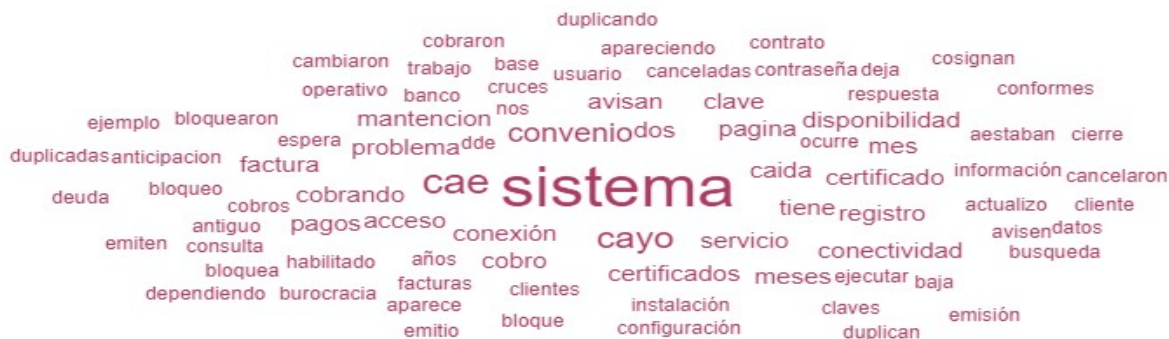 duplicando
cobraron apareciendo contrato
cambiaron trabajo base usuario canceladas contraseña deja cosignan
operativo banco cruces nos avisan clave respuesta conformes
ejemplo bloquearon mantencion convenio dos pagina disponibilidad aestaban cierre
espera problema dde ocurre mes
duplicadas anticipacion factura cae sistema caida certificado información cancelaron
deuda bloqueo cobros cobrando tiene registro actualizo cliente
antiguo pagos acceso conexión cayo servicio conectividad avisen datos
emiten consulta busqueda
bloquea habilitado años cobro certificados meses ejecutar baja
dependiendo burocracia facturas clientes instalación claves emisión
aparece
emitio bloque configuración duplican